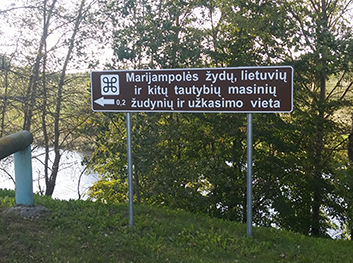 Marijampolės žydų, lietuvių
ir kitų tautybių masinių
0,2 žudynių ir užkasimo vieta